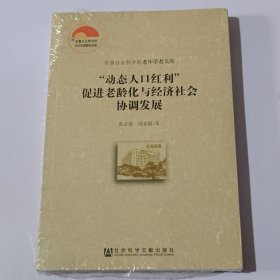 中国社会科学院老年学者文库
“动态人口红利”
促进老龄化与经济社会
协调发展
CASS
社会科学文献出版社